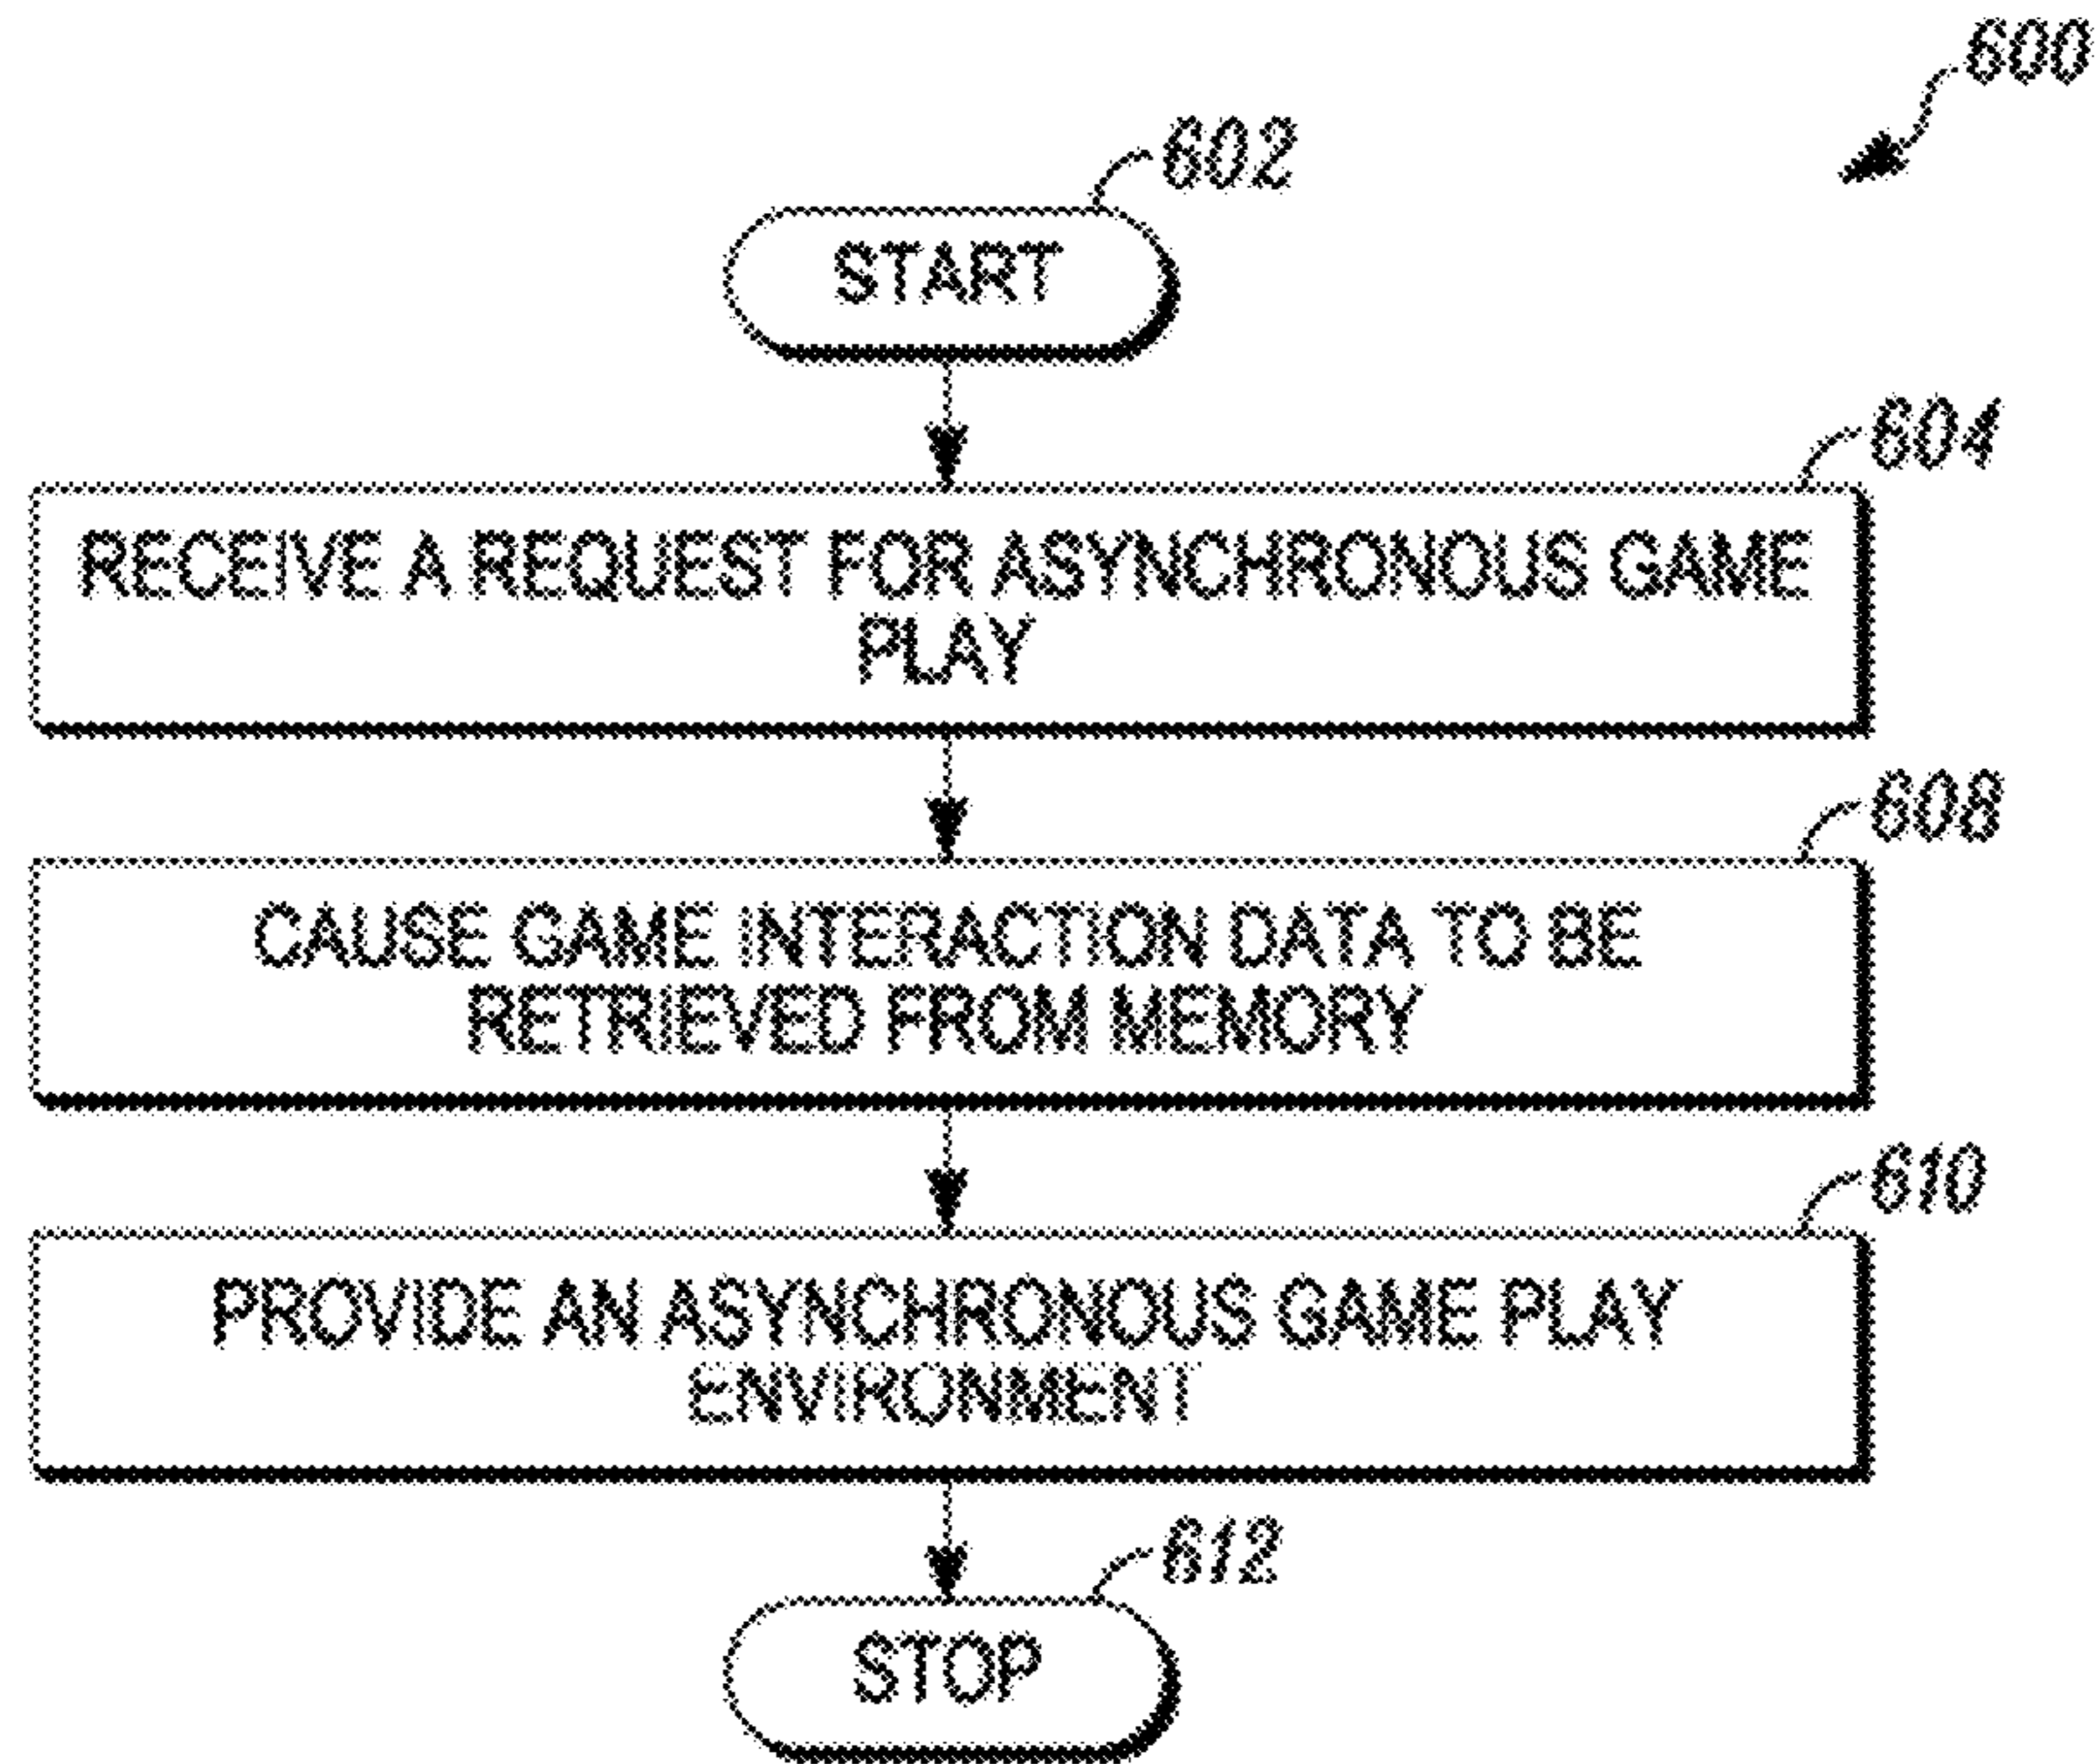 600
602
START
604
RECEIVE A REQUEST FOR ASYNCHRONOUS GAME
PLAY
608
CAUSE GAME INTERACTION DATA TO BE
RETRIEVED FROM MEMORY
610
PROVIDE AN ASYNCHRONOUS GAME PLAY
ENVIRONMENT
612
STOP